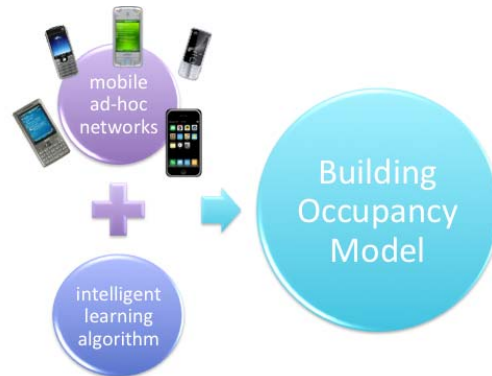 mobile
ad-hoc
networks
intelligent
learning
algorithm
Building
Occupancy
Model